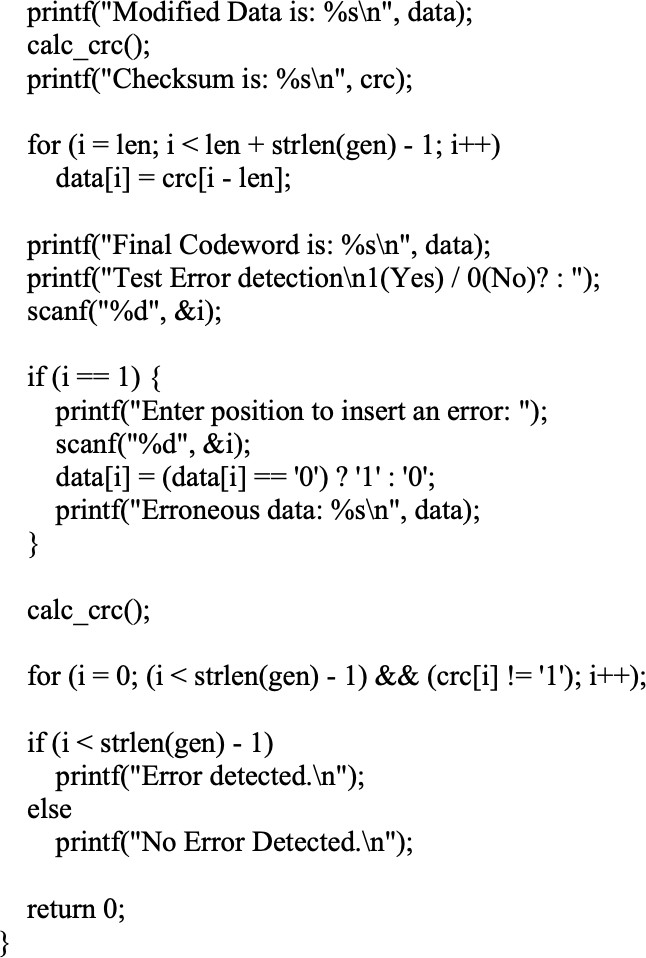 printf("Modified Data is: %s\n", data);
calc_crc();
printf("Checksum is: %s\n", crc);
for (i = len; i < len + strlen(gen) - 1; i++)
data[i] = crc[i - len];
printf("Final Codeword is: %s\n", data);
printf("Test Error detection\n1(Yes) / 0(No)? : ");
scanf("%d", &i);
if (i == 1) {
printf("Enter position to insert an error: ");
scanf("%d", &i);
data[i] = (data[i] == '0') ? '1' : '0';
printf("Erroneous data: %s\n", data);
}
calc_crc();
for (i = 0; (i < strlen(gen) - 1) && (crc[i] != '1'); i++);
if (i < strlen(gen) - 1)
printf("Error detected.\n");
else
printf("No Error Detected.\n");
return 0;
}